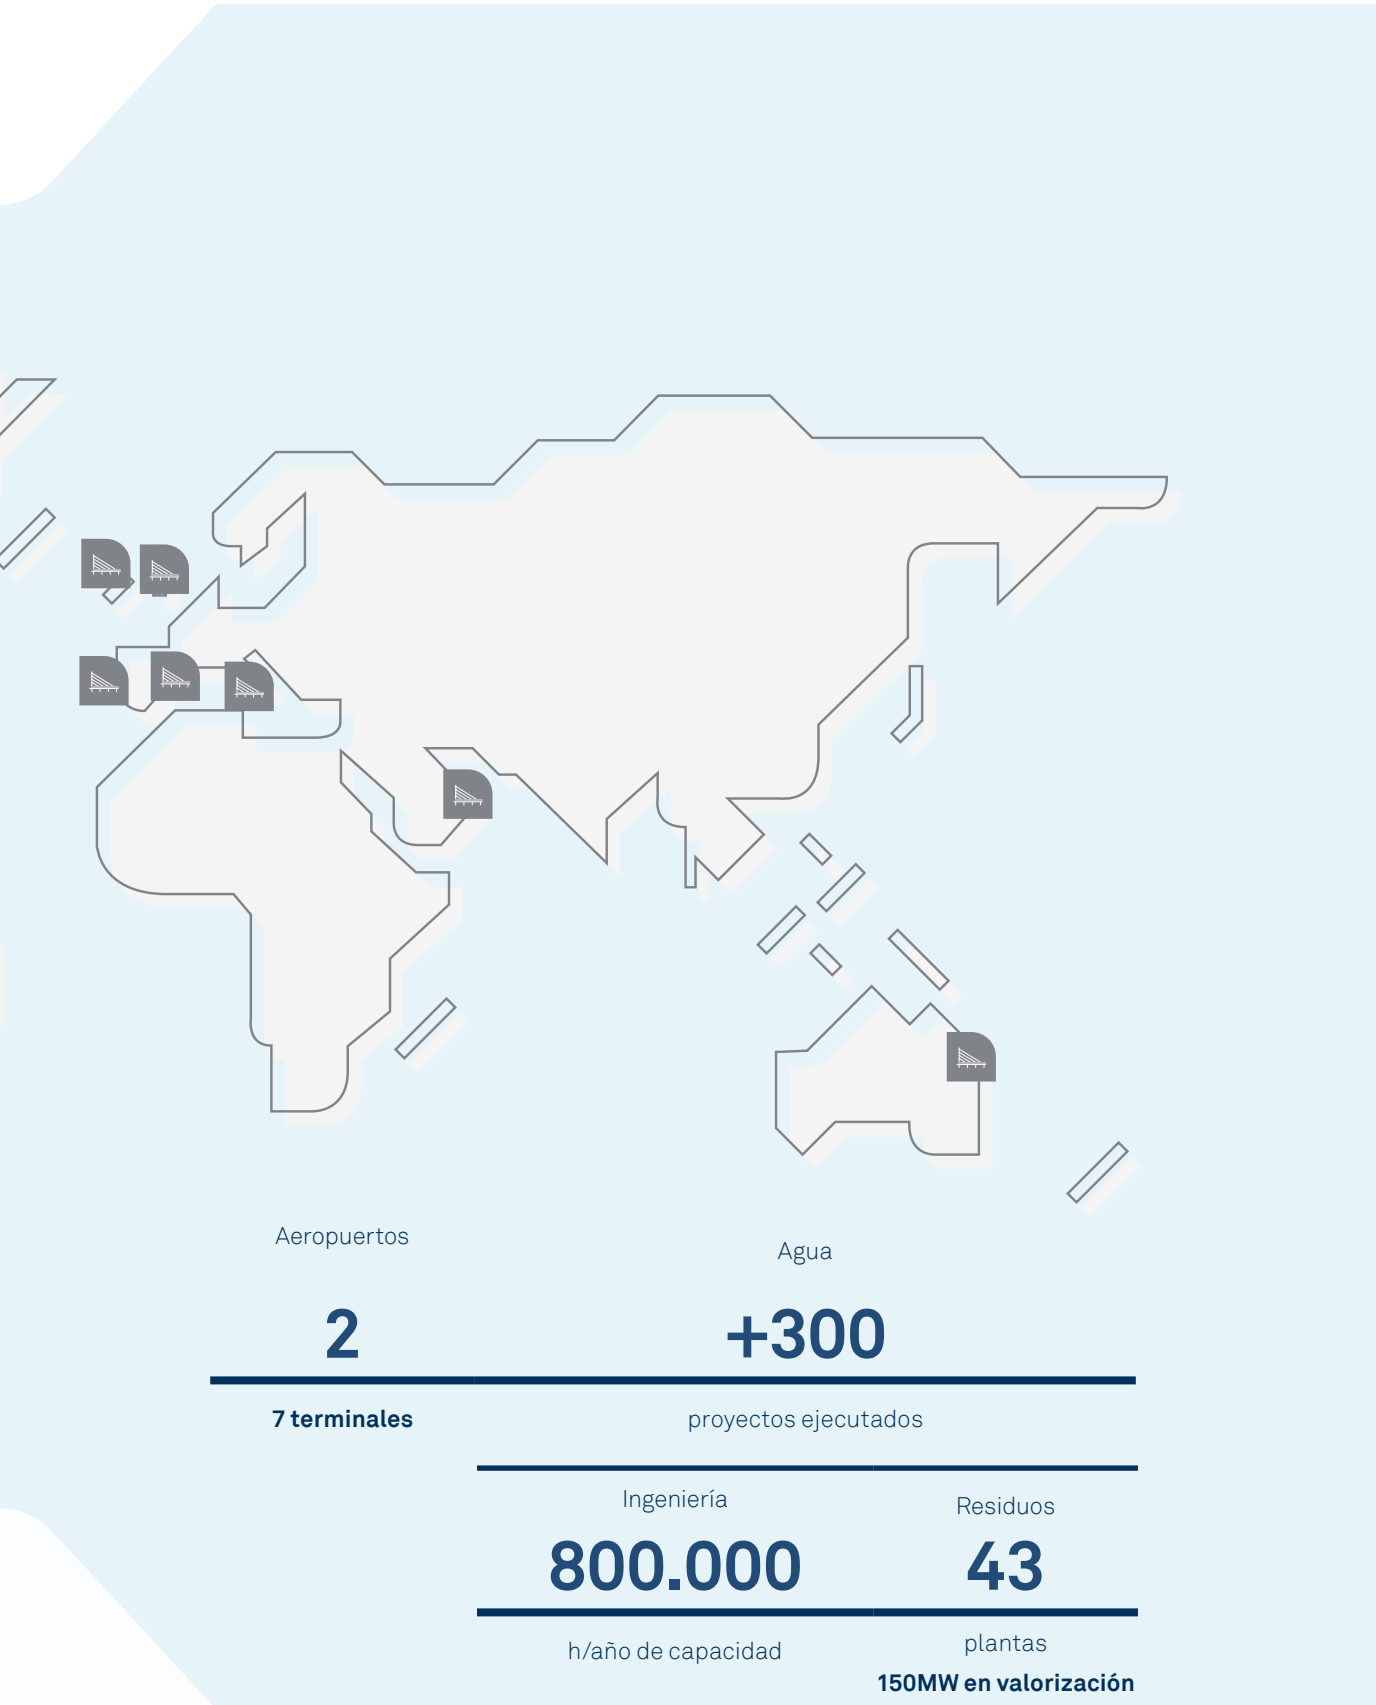 Aeropuertos
2
7 terminales
Agua
+300
proyectos ejecutados
Ingeniería
800.000
h/año de capacidad
Residuos
43
plantas
150MW en valorización